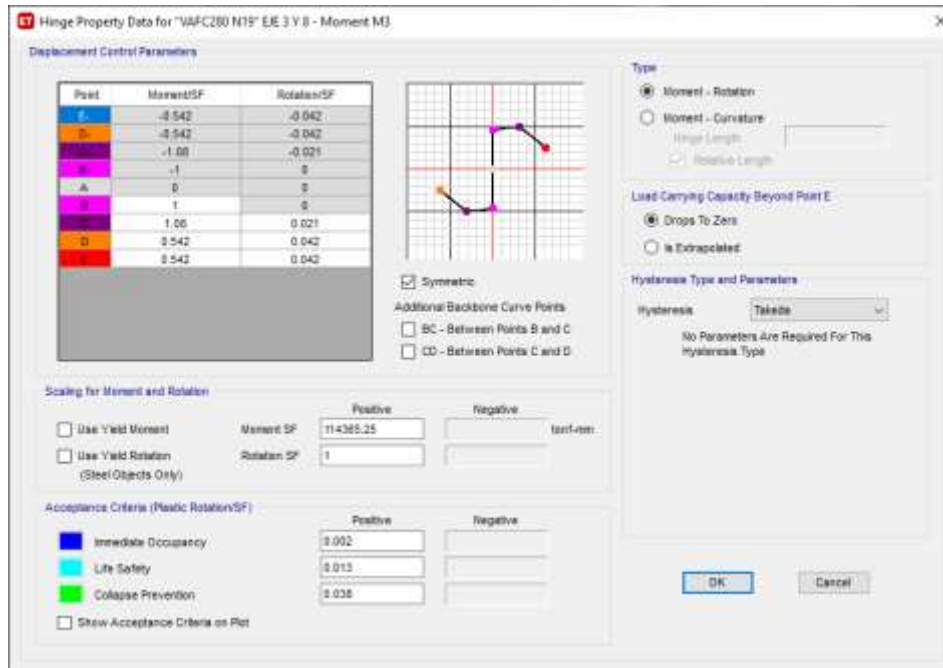 ET Hinge Property Data for "VAFC280 N19" EJE 3 Y 8 - Moment M3
Displacement Control Parameters
Point Moment/SF Rotation/SF
E- -0.542 -0.042
D- -0.542 -0.042
C- -1.08 -0.021
B- -1 0
A 0 0
B 1 0
C 1.08 0.021
D 0.542 0.042
E 0.542 0.042
Symmetric
Additional Backbone Curve Points
BC - Between Points B and C
CD - Between Points C and D
Type
Moment - Rotation
Moment - Curvature
Hinge Length
Relative Length
Load Carrying Capacity Beyond Point E
Drops To Zero
Is Extrapolated
Hysteresis Type and Parameters
Hysteresis Takeda
No Parameters Are Required For This
Hysteresis Type
Scaling for Moment and Rotation
Positive Negative
Use Yield Moment Moment SF 114365.25 tonf-mm
Use Yield Rotation Rotation SF 1
(Steel Objects Only)
Acceptance Criteria (Plastic Rotation/SF)
Positive Negative
Immediate Occupancy 0.002
Life Safety 0.013
Collapse Prevention 0.038
Show Acceptance Criteria on Plot
OK Cancel